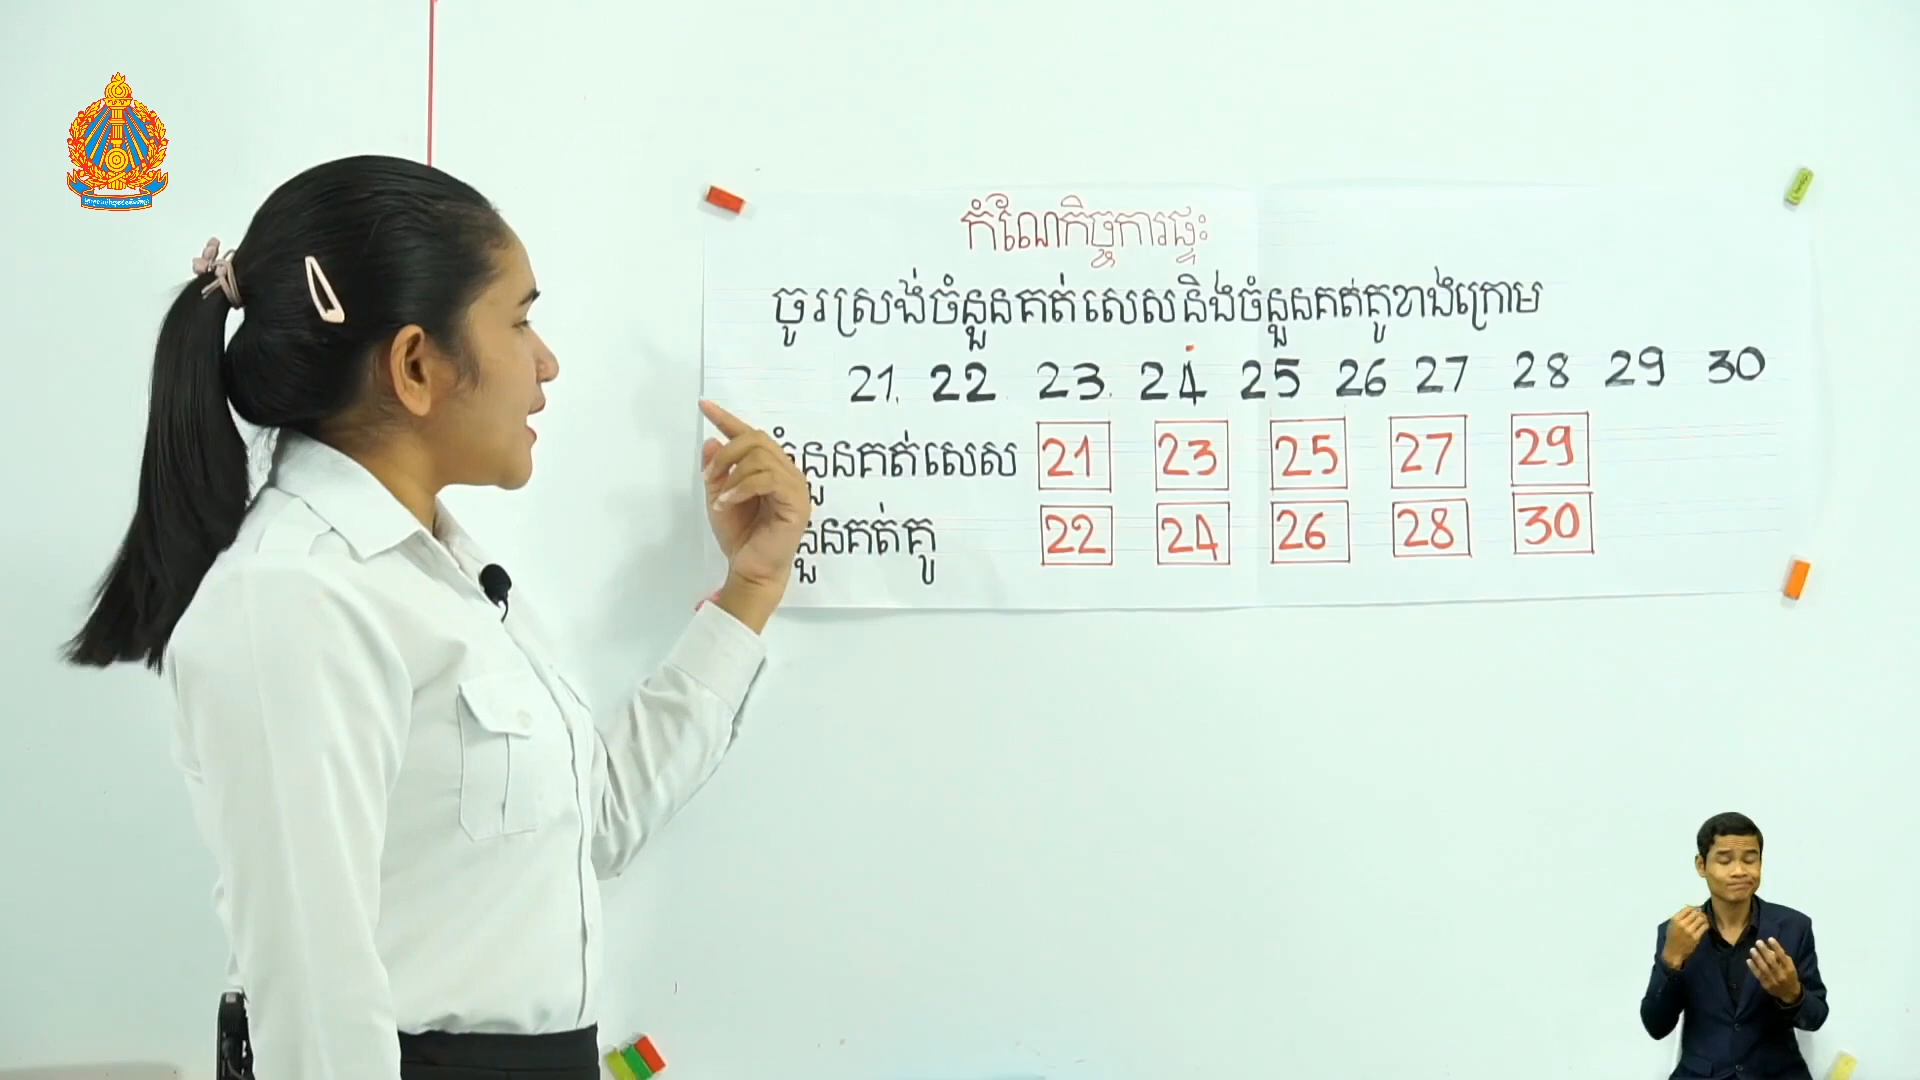 កំណែកិច្ចការផ្ទះ
ចូរស្រង់ចំនួនគត់សេសនិងចំនួនគត់គូខាងក្រោម
21. 22 23. 24 25 26 27 28 29 30
ចំនួនគត់សេស 21 23 25 27 29
ចំនួនគត់គូ 22 24 26 28 30